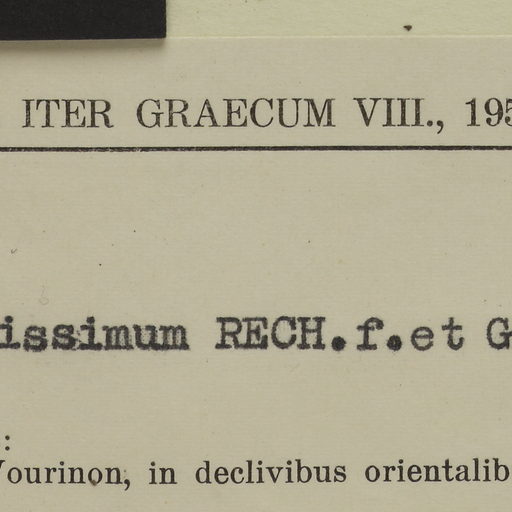 ITER GRAECUM VIII., 195
issimum RECH.f.et G
:
Vourinon, in declivibus orientalib